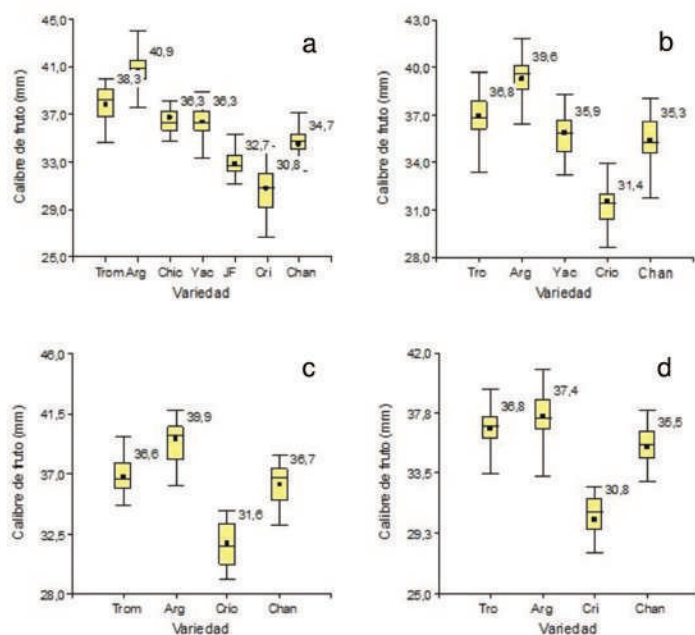 a
Calibre de fruto (mm)
45,0
41,0
37,0
33,0
29,0
25,0
38,3
40,9
36,3
36,3
32,7
30,8
34,7
Trom Arg Chic Yac JF Cri Chan
Variedad
b
Calibre de fruto (mm)
43,0
40,0
37,0
34,0
31,0
28,0
36,8
39,6
35,9
31,4
35,3
Tro Arg Yac Crio Chan
Variedad
c
Calibre de fruto (mm)
46,0
41,5
37,0
32,5
28,0
36,6
39,9
31,6
36,7
Trom Arg Crio Chan
Variedad
d
Calibre de fruto (mm)
42,0
37,8
33,5
29,3
25,0
36,8
37,4
30,8
35,5
Tro Arg Cri Chan
Variedad